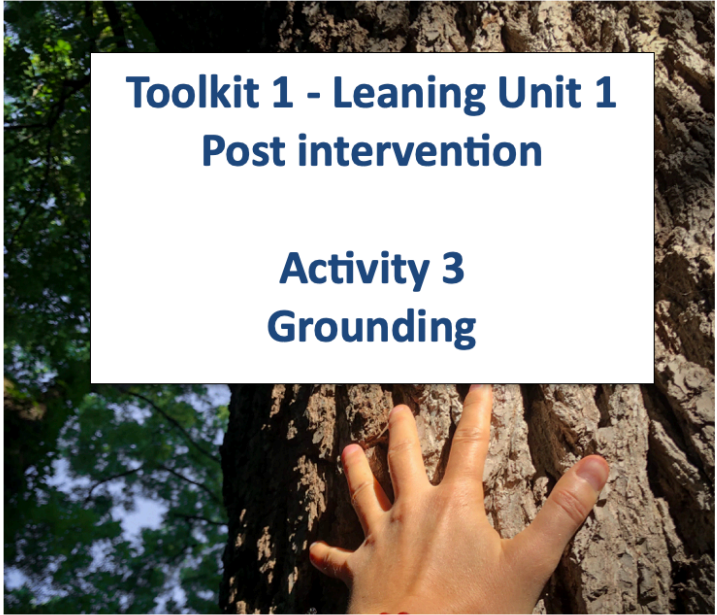 Toolkit 1 - Leaning Unit 1
Post intervention
Activity 3
Grounding